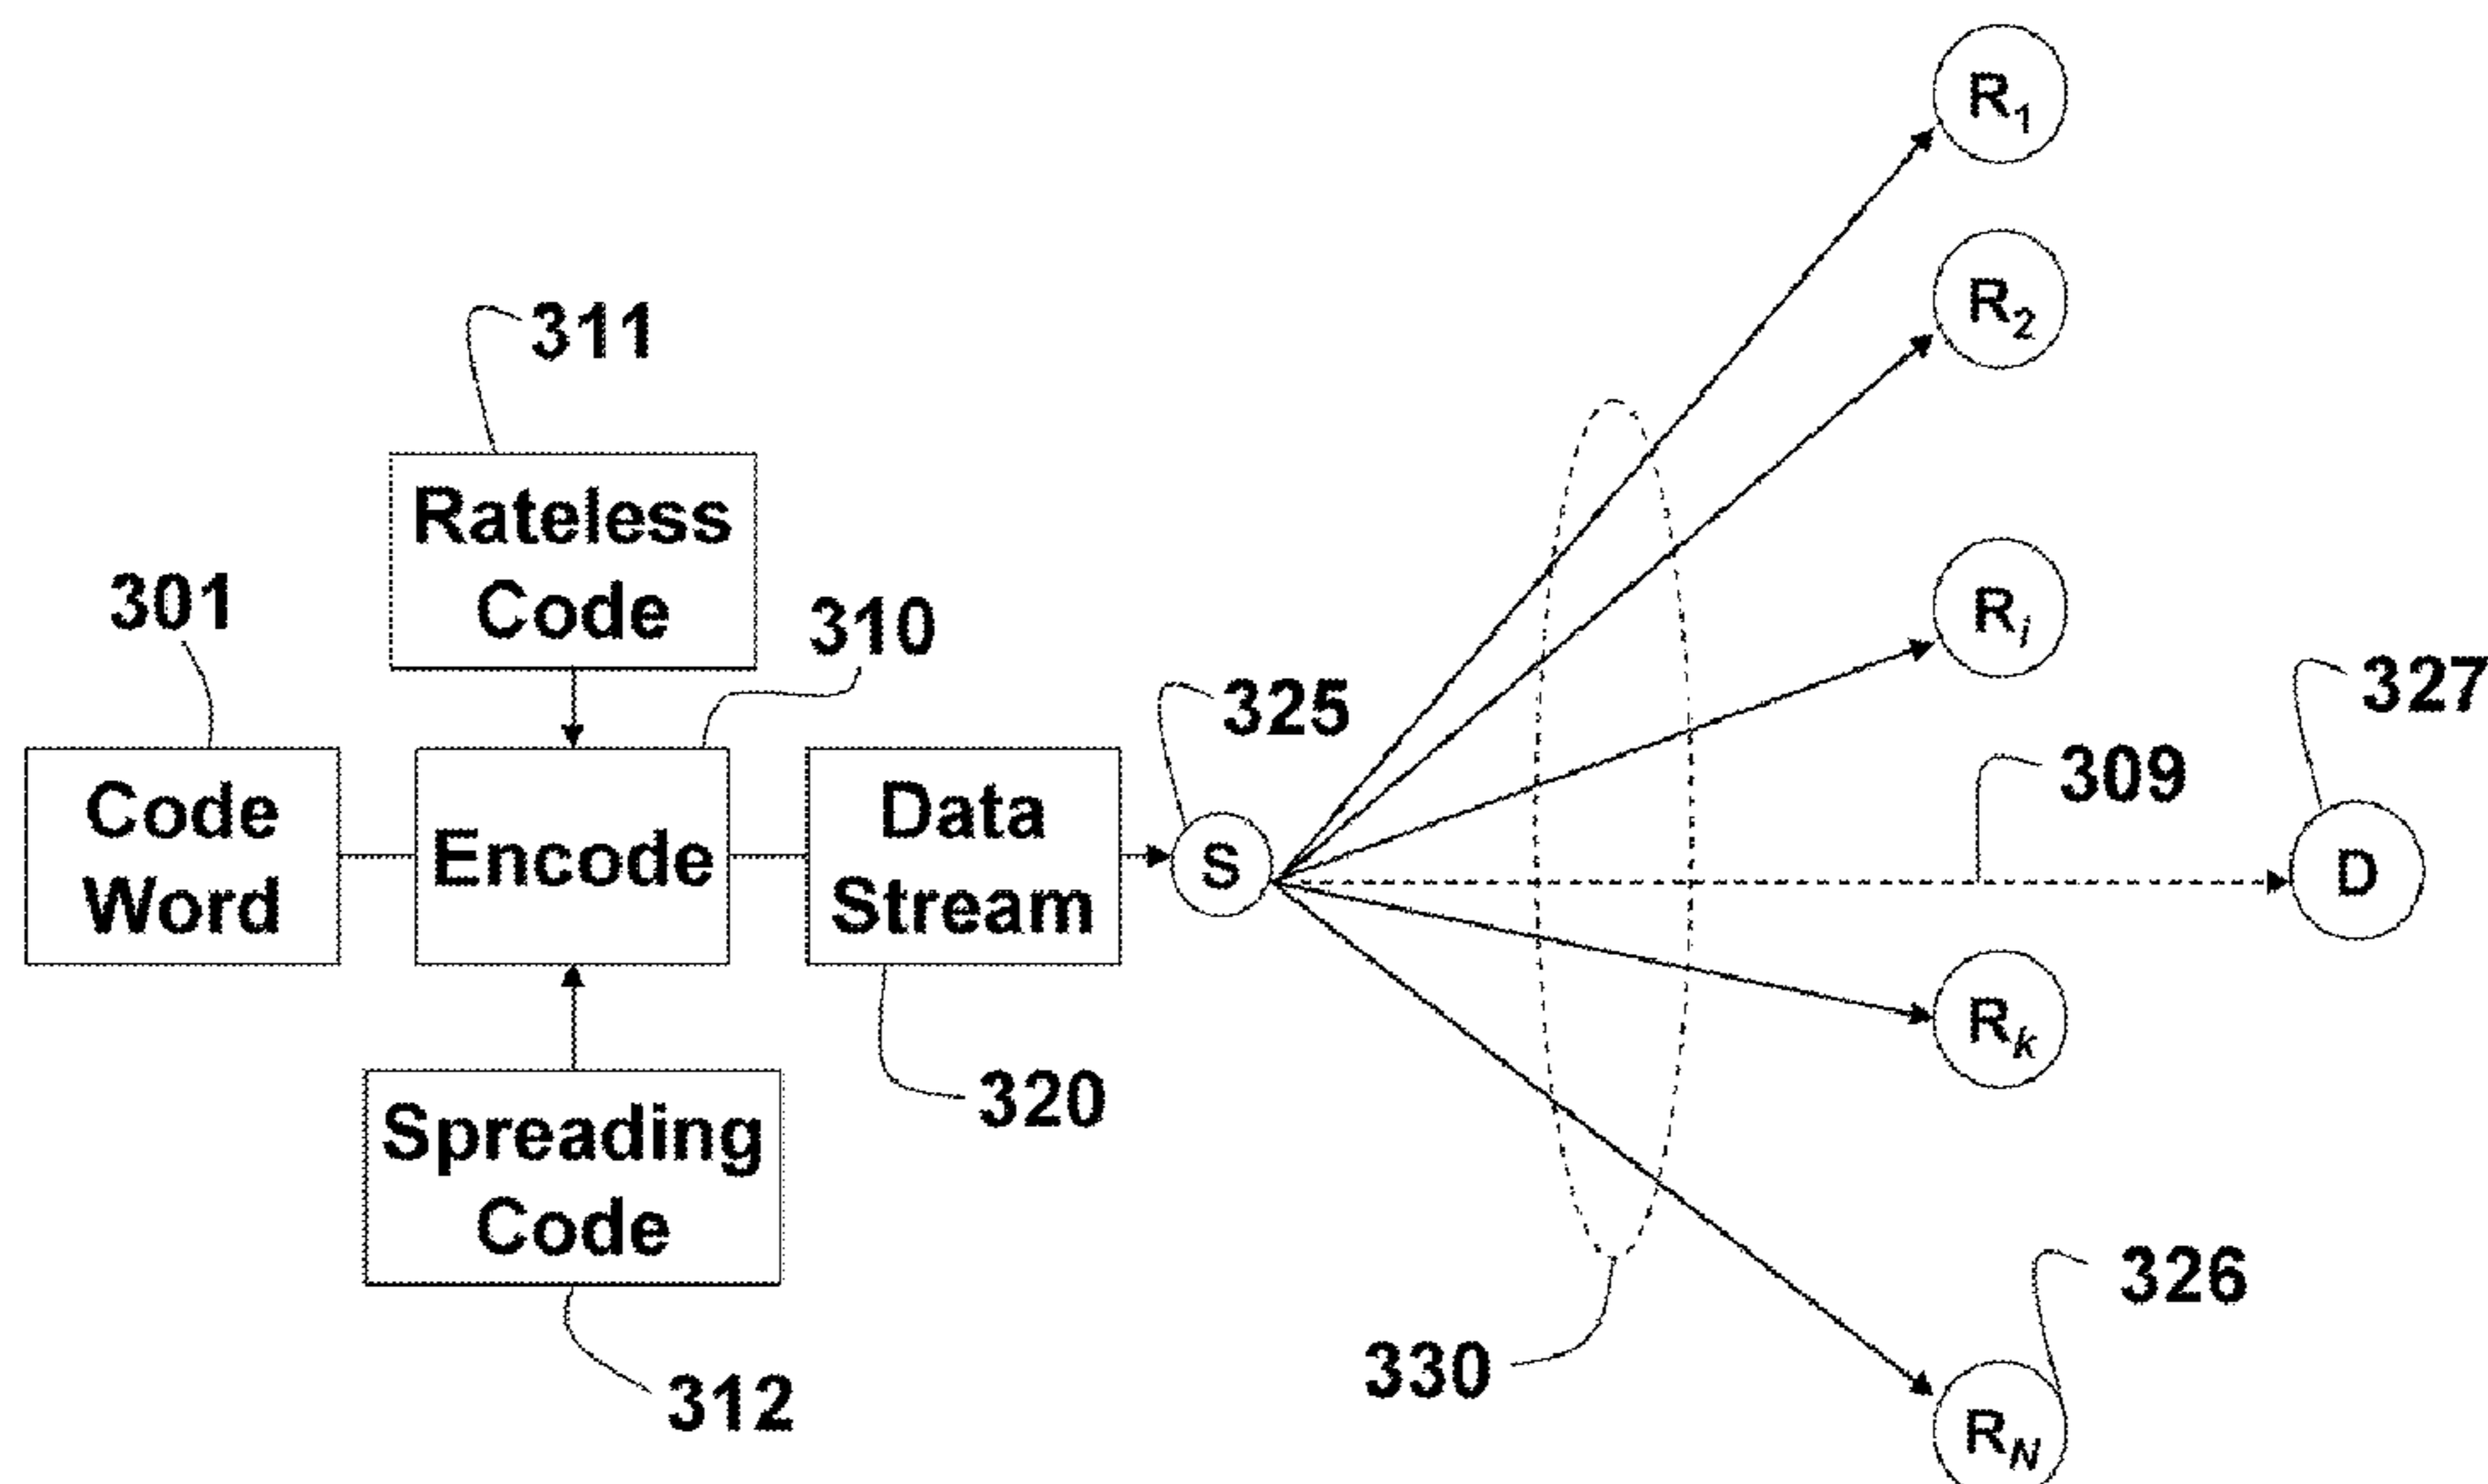 R1
R2
311
Rateless
Code
301
310
Ri
325
327
309
Code
Word
Encode
Data
Stream
S
D
Rk
320
Spreading
Code
326
330
312
RN